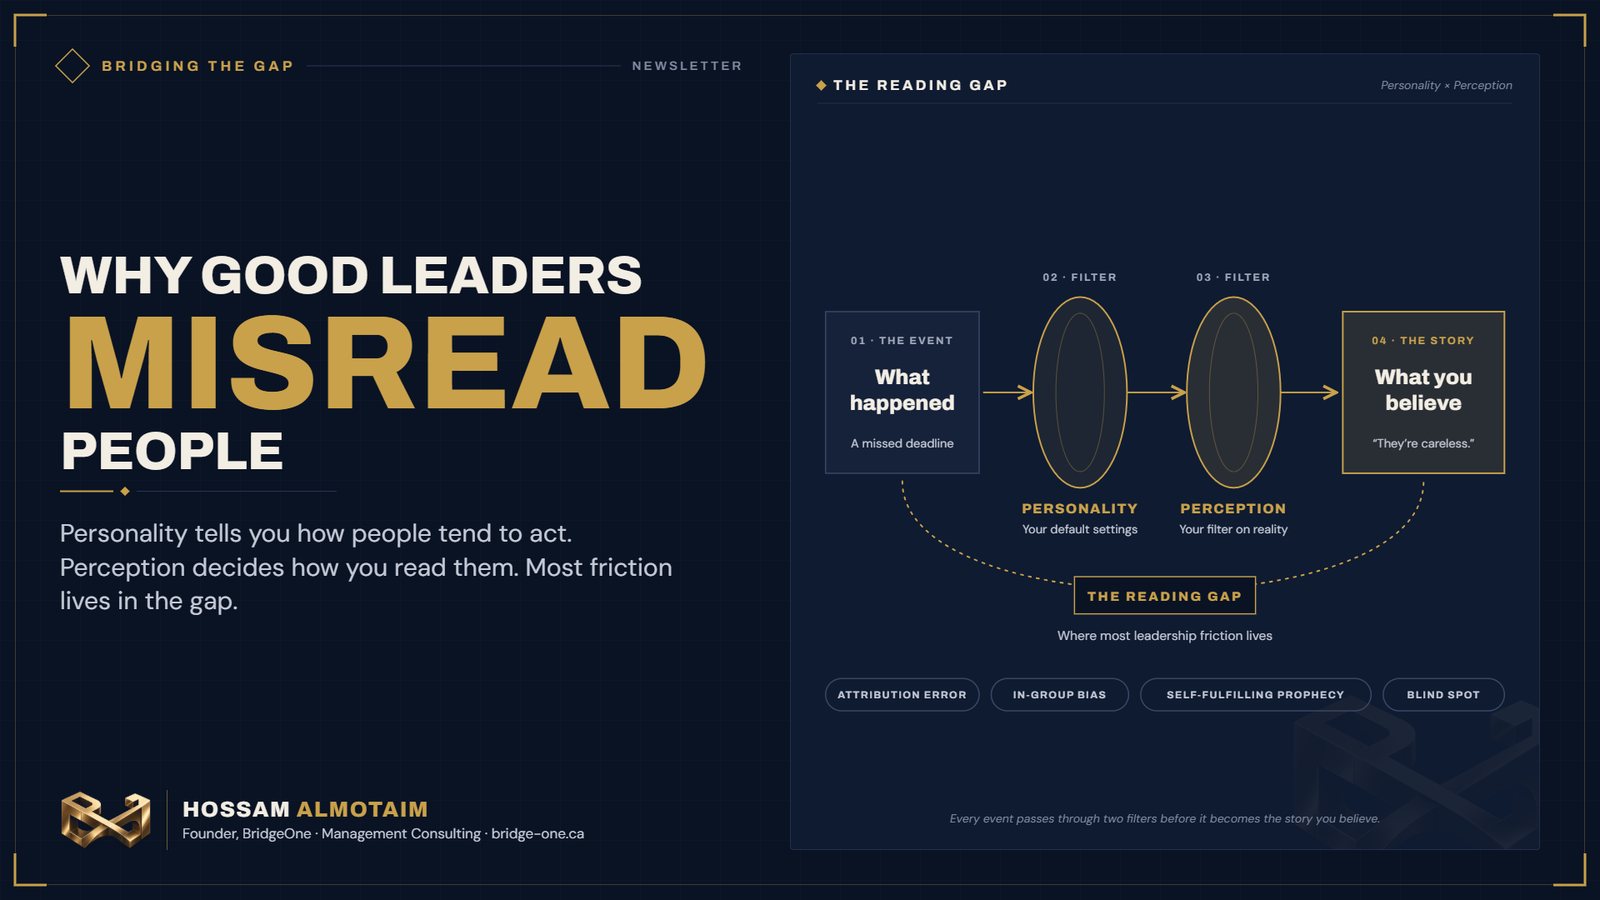 BRIDGING THE GAP
NEWSLETTER
WHY GOOD LEADERS
MISREAD
PEOPLE
Personality tells you how people tend to act.
Perception decides how you read them. Most friction
lives in the gap.
HOSSAM ALMOTAIM
Founder, BridgeOne · Management Consulting · bridge-one.ca
THE READING GAP
Personality × Perception
01 · THE EVENT
What
happened
A missed deadline
02 · FILTER
PERSONALITY
Your default settings
03 · FILTER
PERCEPTION
Your filter on reality
04 · THE STORY
What you
believe
“They’re careless.”
THE READING GAP
Where most leadership friction lives
ATTRIBUTION ERROR
IN-GROUP BIAS
SELF-FULFILLING PROPHECY
BLIND SPOT
Every event passes through two filters before it becomes the story you believe.